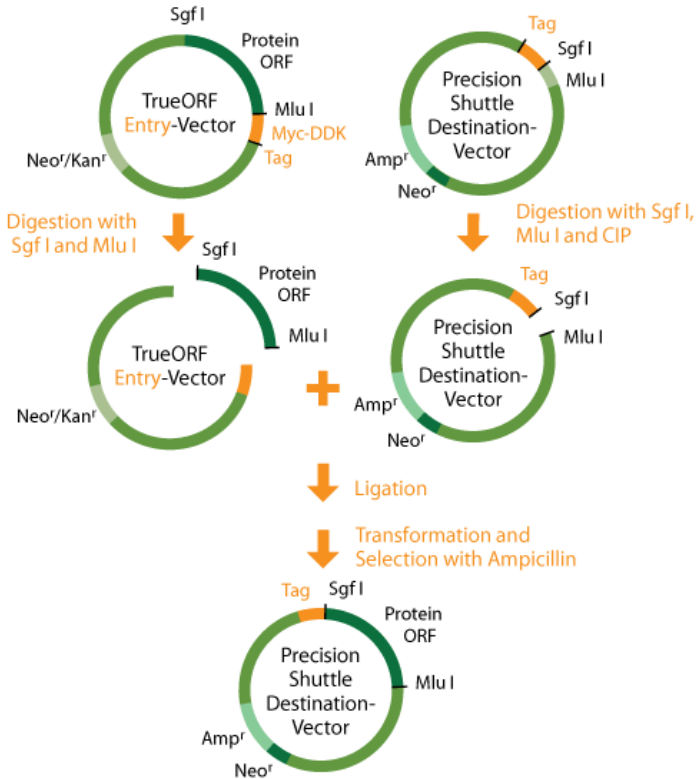 Sgf I
Protein
ORF
TrueORF
Entry-Vector
Mlu I
Myc-DDK
Tag
Neoʳ/Kanʳ
Tag
Sgf I
Mlu I
Precision
Shuttle
Destination-
Vector
Ampʳ
Neoʳ
Digestion with
Sgf I and Mlu I
Digestion with Sgf I,
Mlu I and CIP
Sgf I
Protein
ORF
Mlu I
TrueORF
Entry-Vector
Neoʳ/Kanʳ
+
Tag
Sgf I
Mlu I
Precision
Shuttle
Destination-
Vector
Ampʳ
Neoʳ
Ligation
Transformation and
Selection with Ampicillin
Tag
Sgf I
Protein
ORF
Mlu I
Precision
Shuttle
Destination-
Vector
Ampʳ
Neoʳ